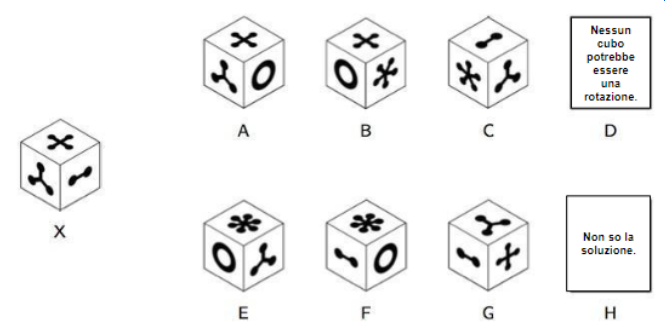 Nessun
cubo
potrebbe
essere
una
rotazione.
A
B
C
D
X
Non so la
soluzione.
E
F
G
H